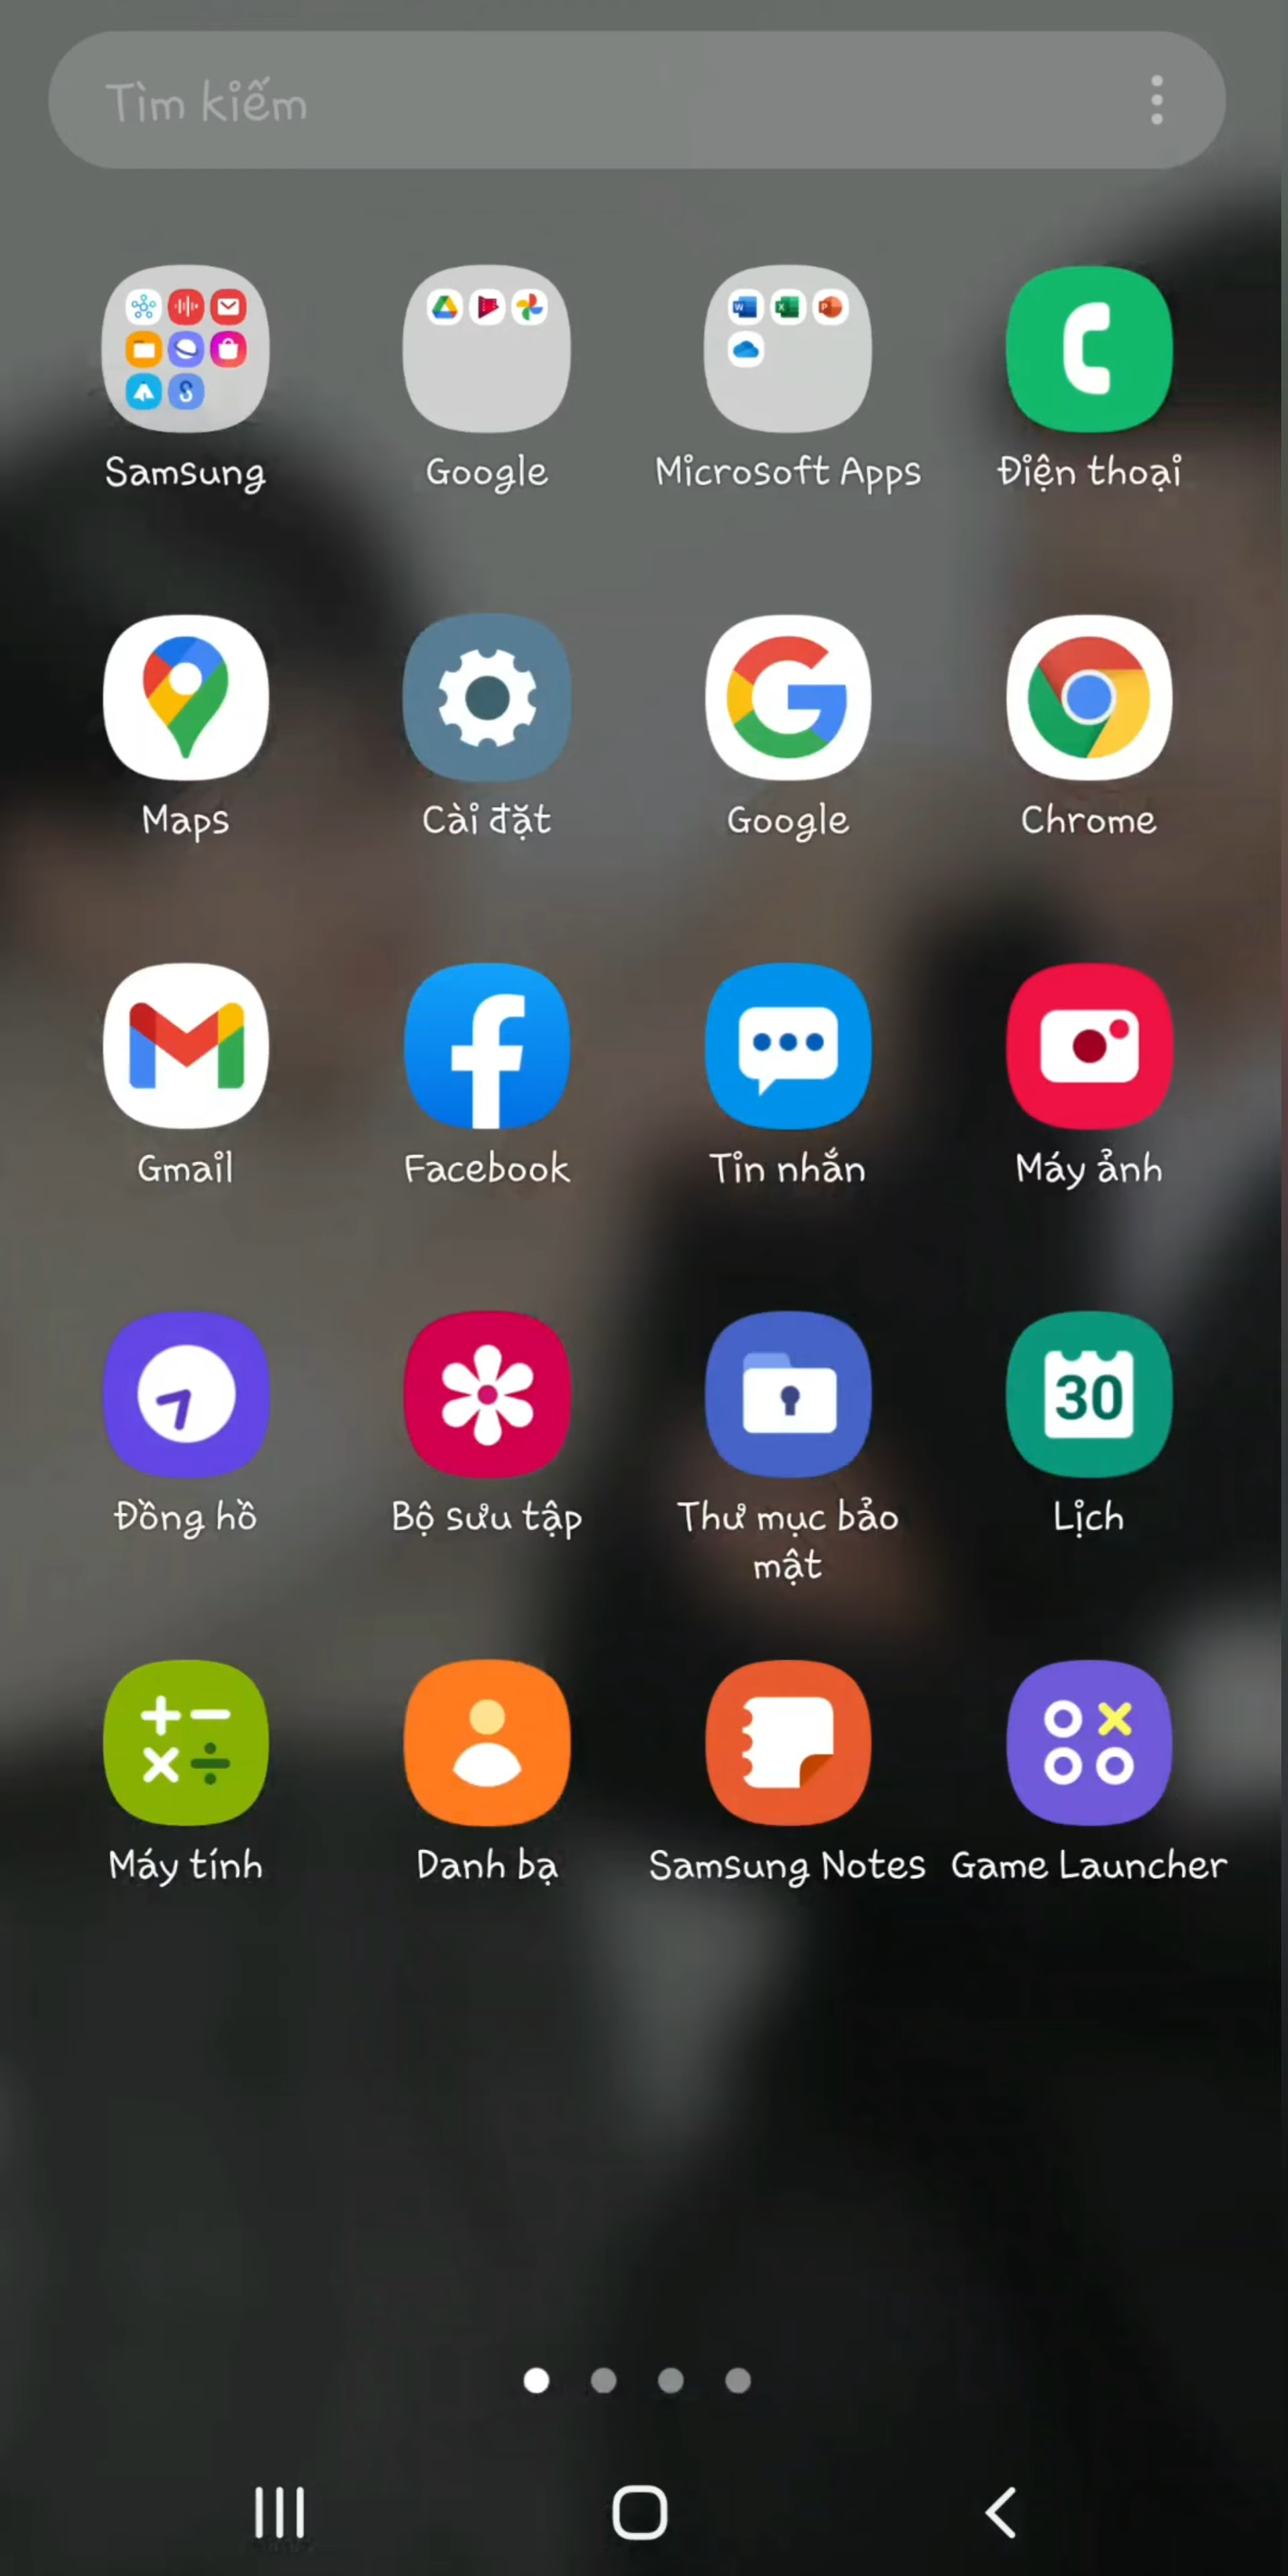 Tìm kiếm
Samsung
Google
Microsoft Apps
Điện thoại
Maps
Cài đặt
Google
Chrome
Gmail
Facebook
Tin nhắn
Máy ảnh
30
Đồng hồ
Bộ sưu tập
Thư mục bảo
mật
Lịch
Máy tính
Danh bạ
Samsung Notes
Game Launcher